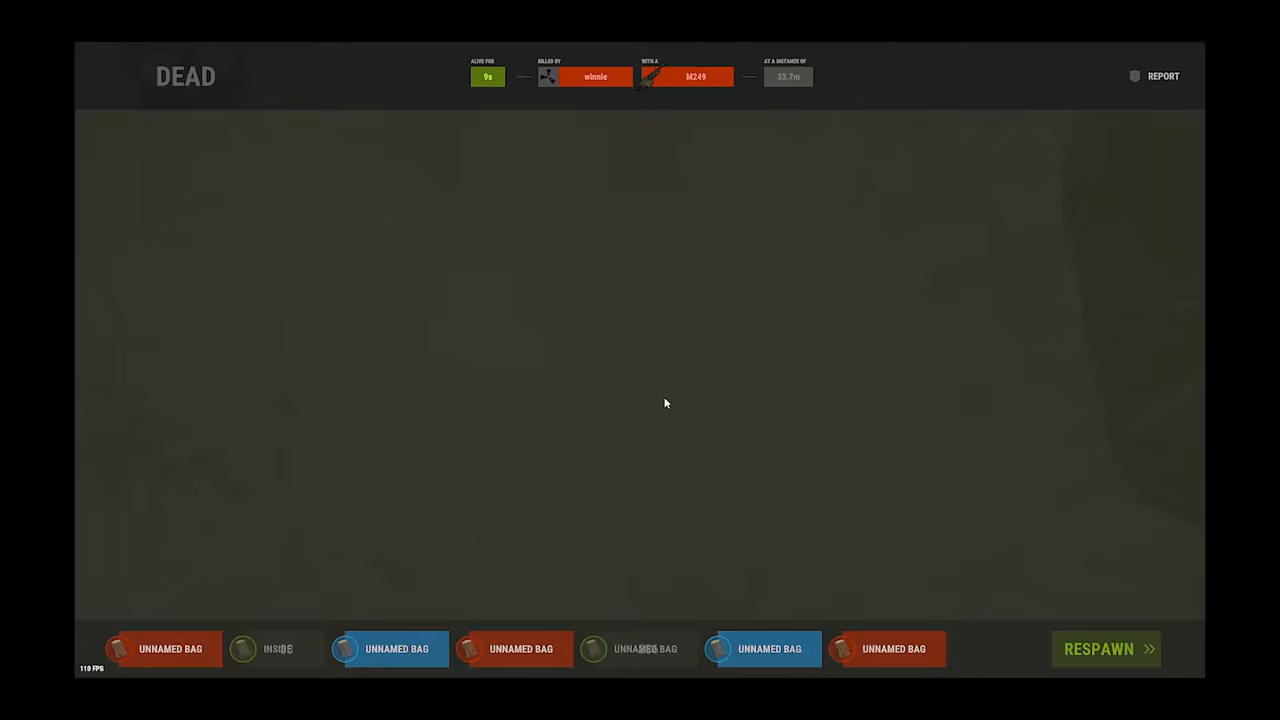 DEAD
ALIVE FOR
9s
KILLED BY
winnie
WITH A
M249
AT A DISTANCE OF
33.7m
REPORT
UNNAMED BAG
INSIDE
UNNAMED BAG
UNNAMED BAG
UNNAMED BAG
UNNAMED BAG
UNNAMED BAG
RESPAWN
119 FPS